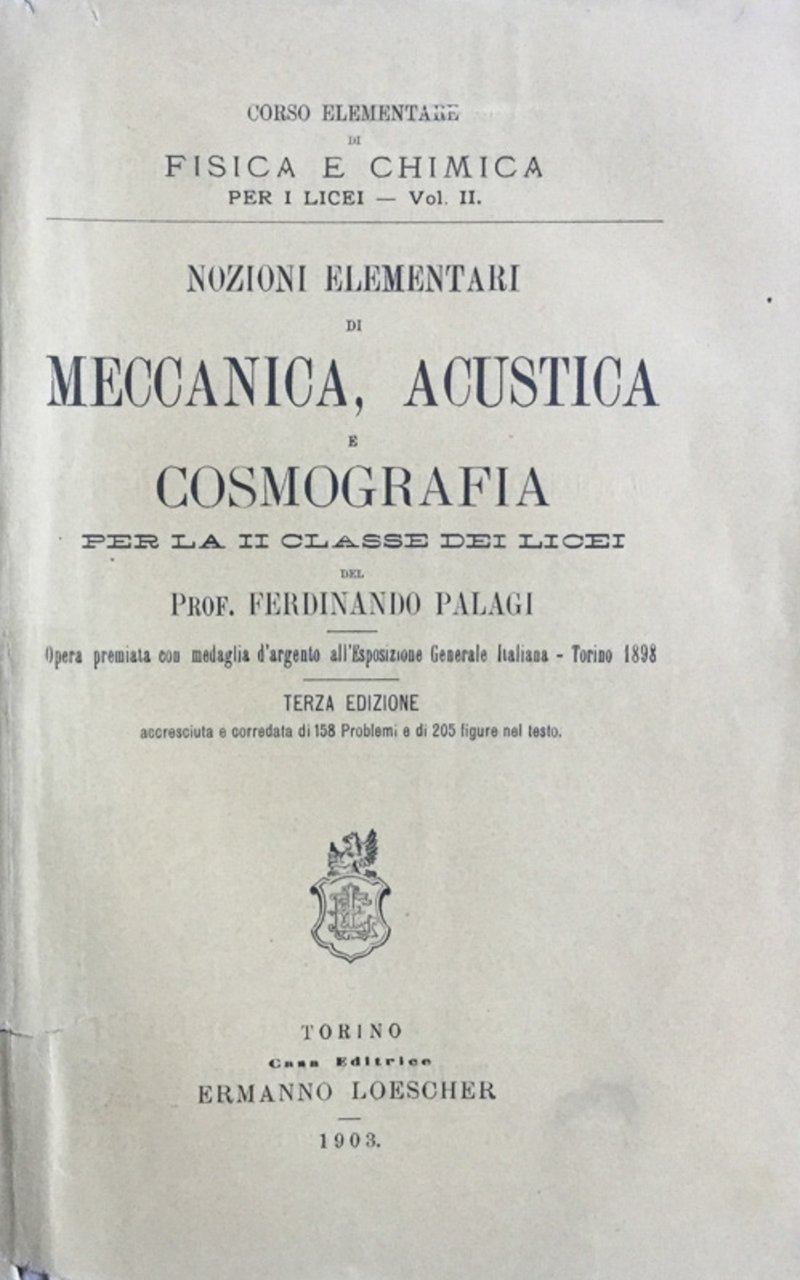 CORSO ELEMENTARE
DI
FISICA E CHIMICA
PER I LICEI — Vol. II.
NOZIONI ELEMENTARI
DI
MECCANICA, ACUSTICA
E
COSMOGRAFIA
PER LA II CLASSE DEI LICEI
DEL
PROF. FERDINANDO PALAGI
Opera premiata con medaglia d'argento all'Esposizione Generale Italiana - Torino 1898
TERZA EDIZIONE
accresciuta e corredata di 158 Problemi e di 205 figure nel testo.
TORINO
Casa Editrice
ERMANNO LOESCHER
1903.